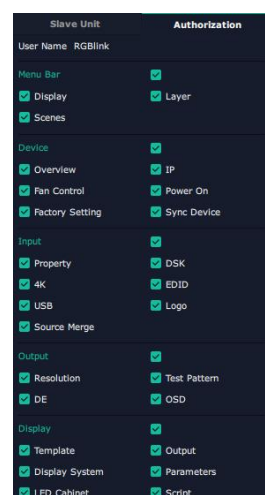 Slave Unit Authorization
User Name RGBlink
Menu Bar
Display Layer
Scenes
Device
Overview IP
Fan Control Power On
Factory Setting Sync Device
Input
Property DSK
4K EDID
USB Logo
Source Merge
Output
Resolution Test Pattern
DE OSD
Display
Template Output
Display System Parameters
LED Cabinet Script